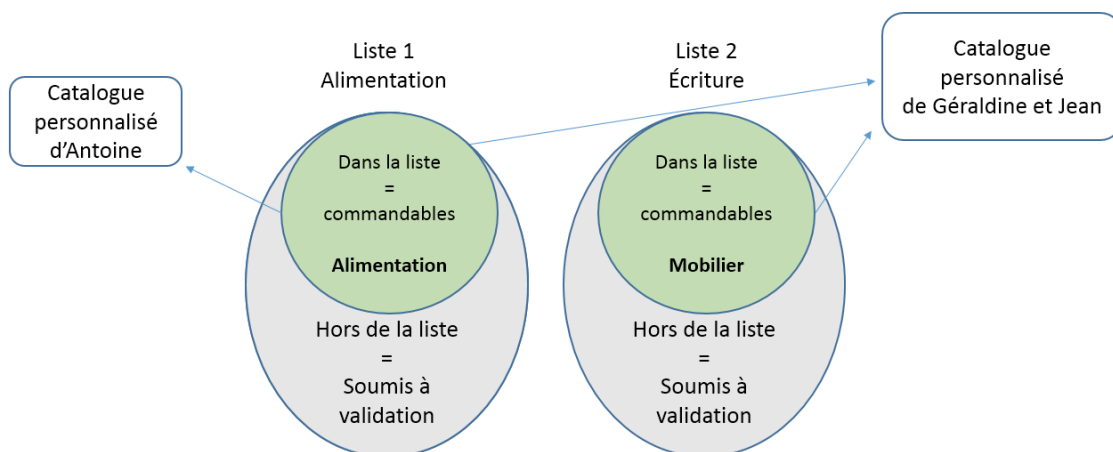 Liste 1
Alimentation
Liste 2
Écriture
Catalogue
personnalisé
de Géraldine et Jean
Catalogue
personnalisé
d'Antoine
Dans la liste
=
commandables
Alimentation
Dans la liste
=
commandables
Mobilier
Hors de la liste
=
Soumis à
validation
Hors de la liste
=
Soumis à
validation